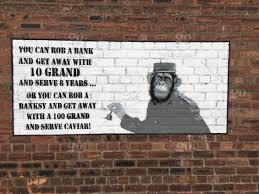 YOU CAN ROB A BANK
AND GET AWAY WITH
10 GRAND
AND SERVE 8 YEARS ...
OR YOU CAN ROB A
BANKSY AND GET AWAY
WITH A 100 GRAND
AND SERVE CAVIAR!